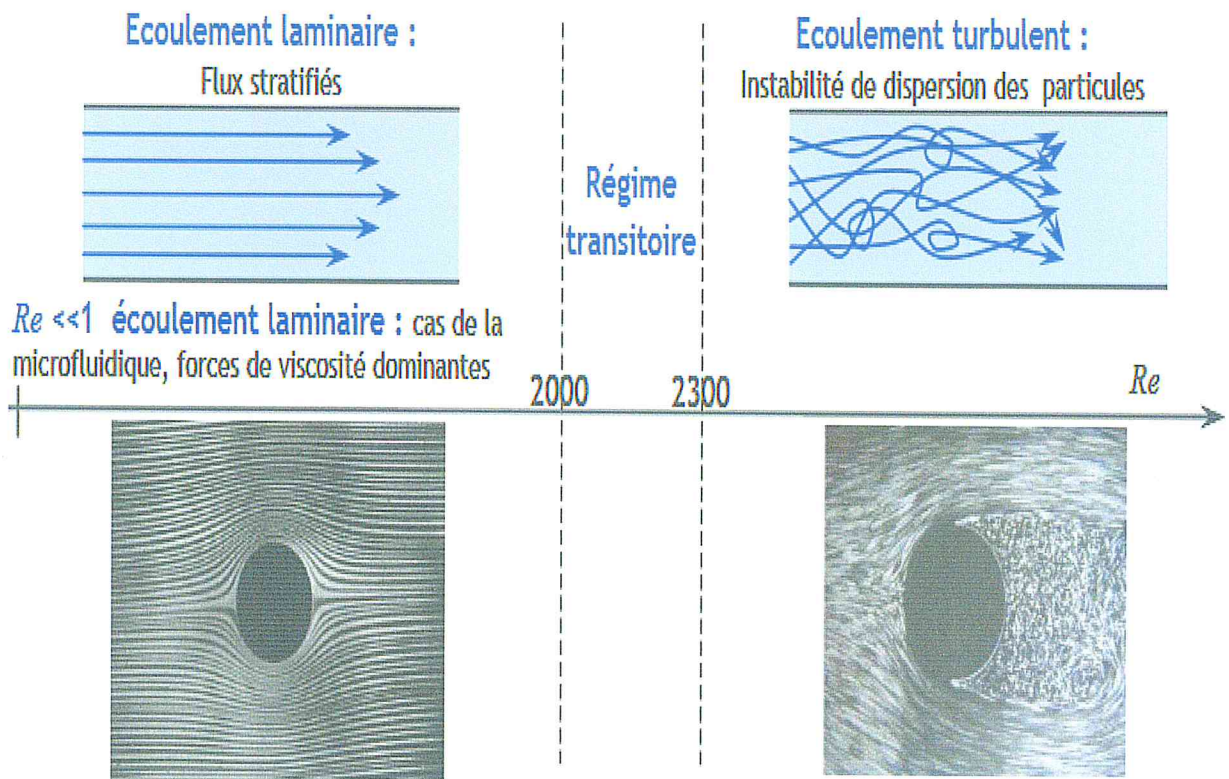 Ecoulement laminaire :
Flux stratifiés
Ecoulement turbulent :
Instabilité de dispersion des particules
Régime
transitoire
Re <<1 écoulement laminaire : cas de la
microfluidique, forces de viscosité dominantes
2000
2300
Re